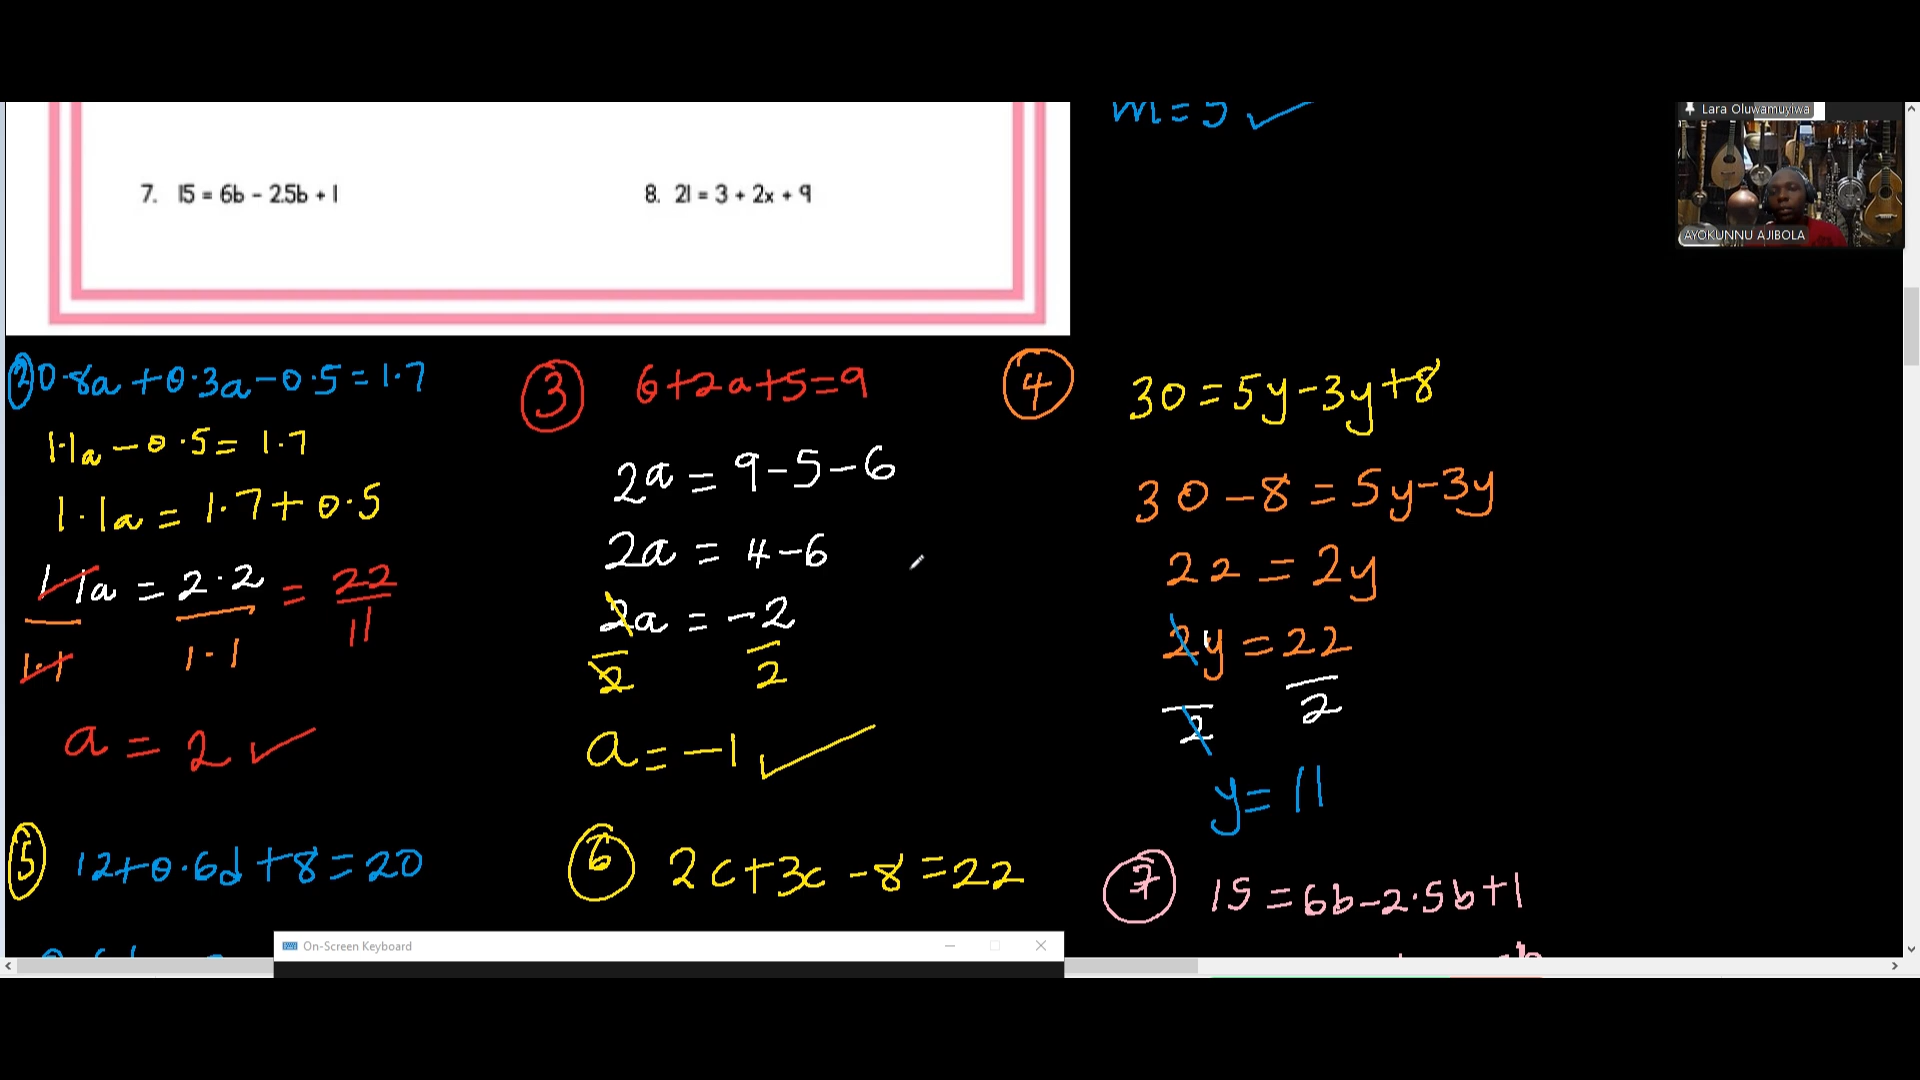 m = 5 ✓
Lara Oluwamuyiwa
AYOKUNNU AJIBOLA
7. 15 = 6b - 2.5b + 1
8. 21 = 3 + 2x + 9
② 0.8a + 0.3a - 0.5 = 1.7
1.1a - 0.5 = 1.7
1.1a = 1.7 + 0.5
1.1a/1.1 = 2.2/1.1 = 22/11
a = 2 ✓
③ 6 + 2a + 5 = 9
2a = 9 - 5 - 6
2a = 4 - 6
2a/2 = -2/2
a = -1 ✓
④ 30 = 5y - 3y + 8
30 - 8 = 5y - 3y
22 = 2y
2y/2 = 22/2
y = 11
⑤ 12 + 0.6d + 8 = 20
⑥ 2c + 3c - 8 = 22
⑦ 15 = 6b - 2.5b + 1
On-Screen Keyboard